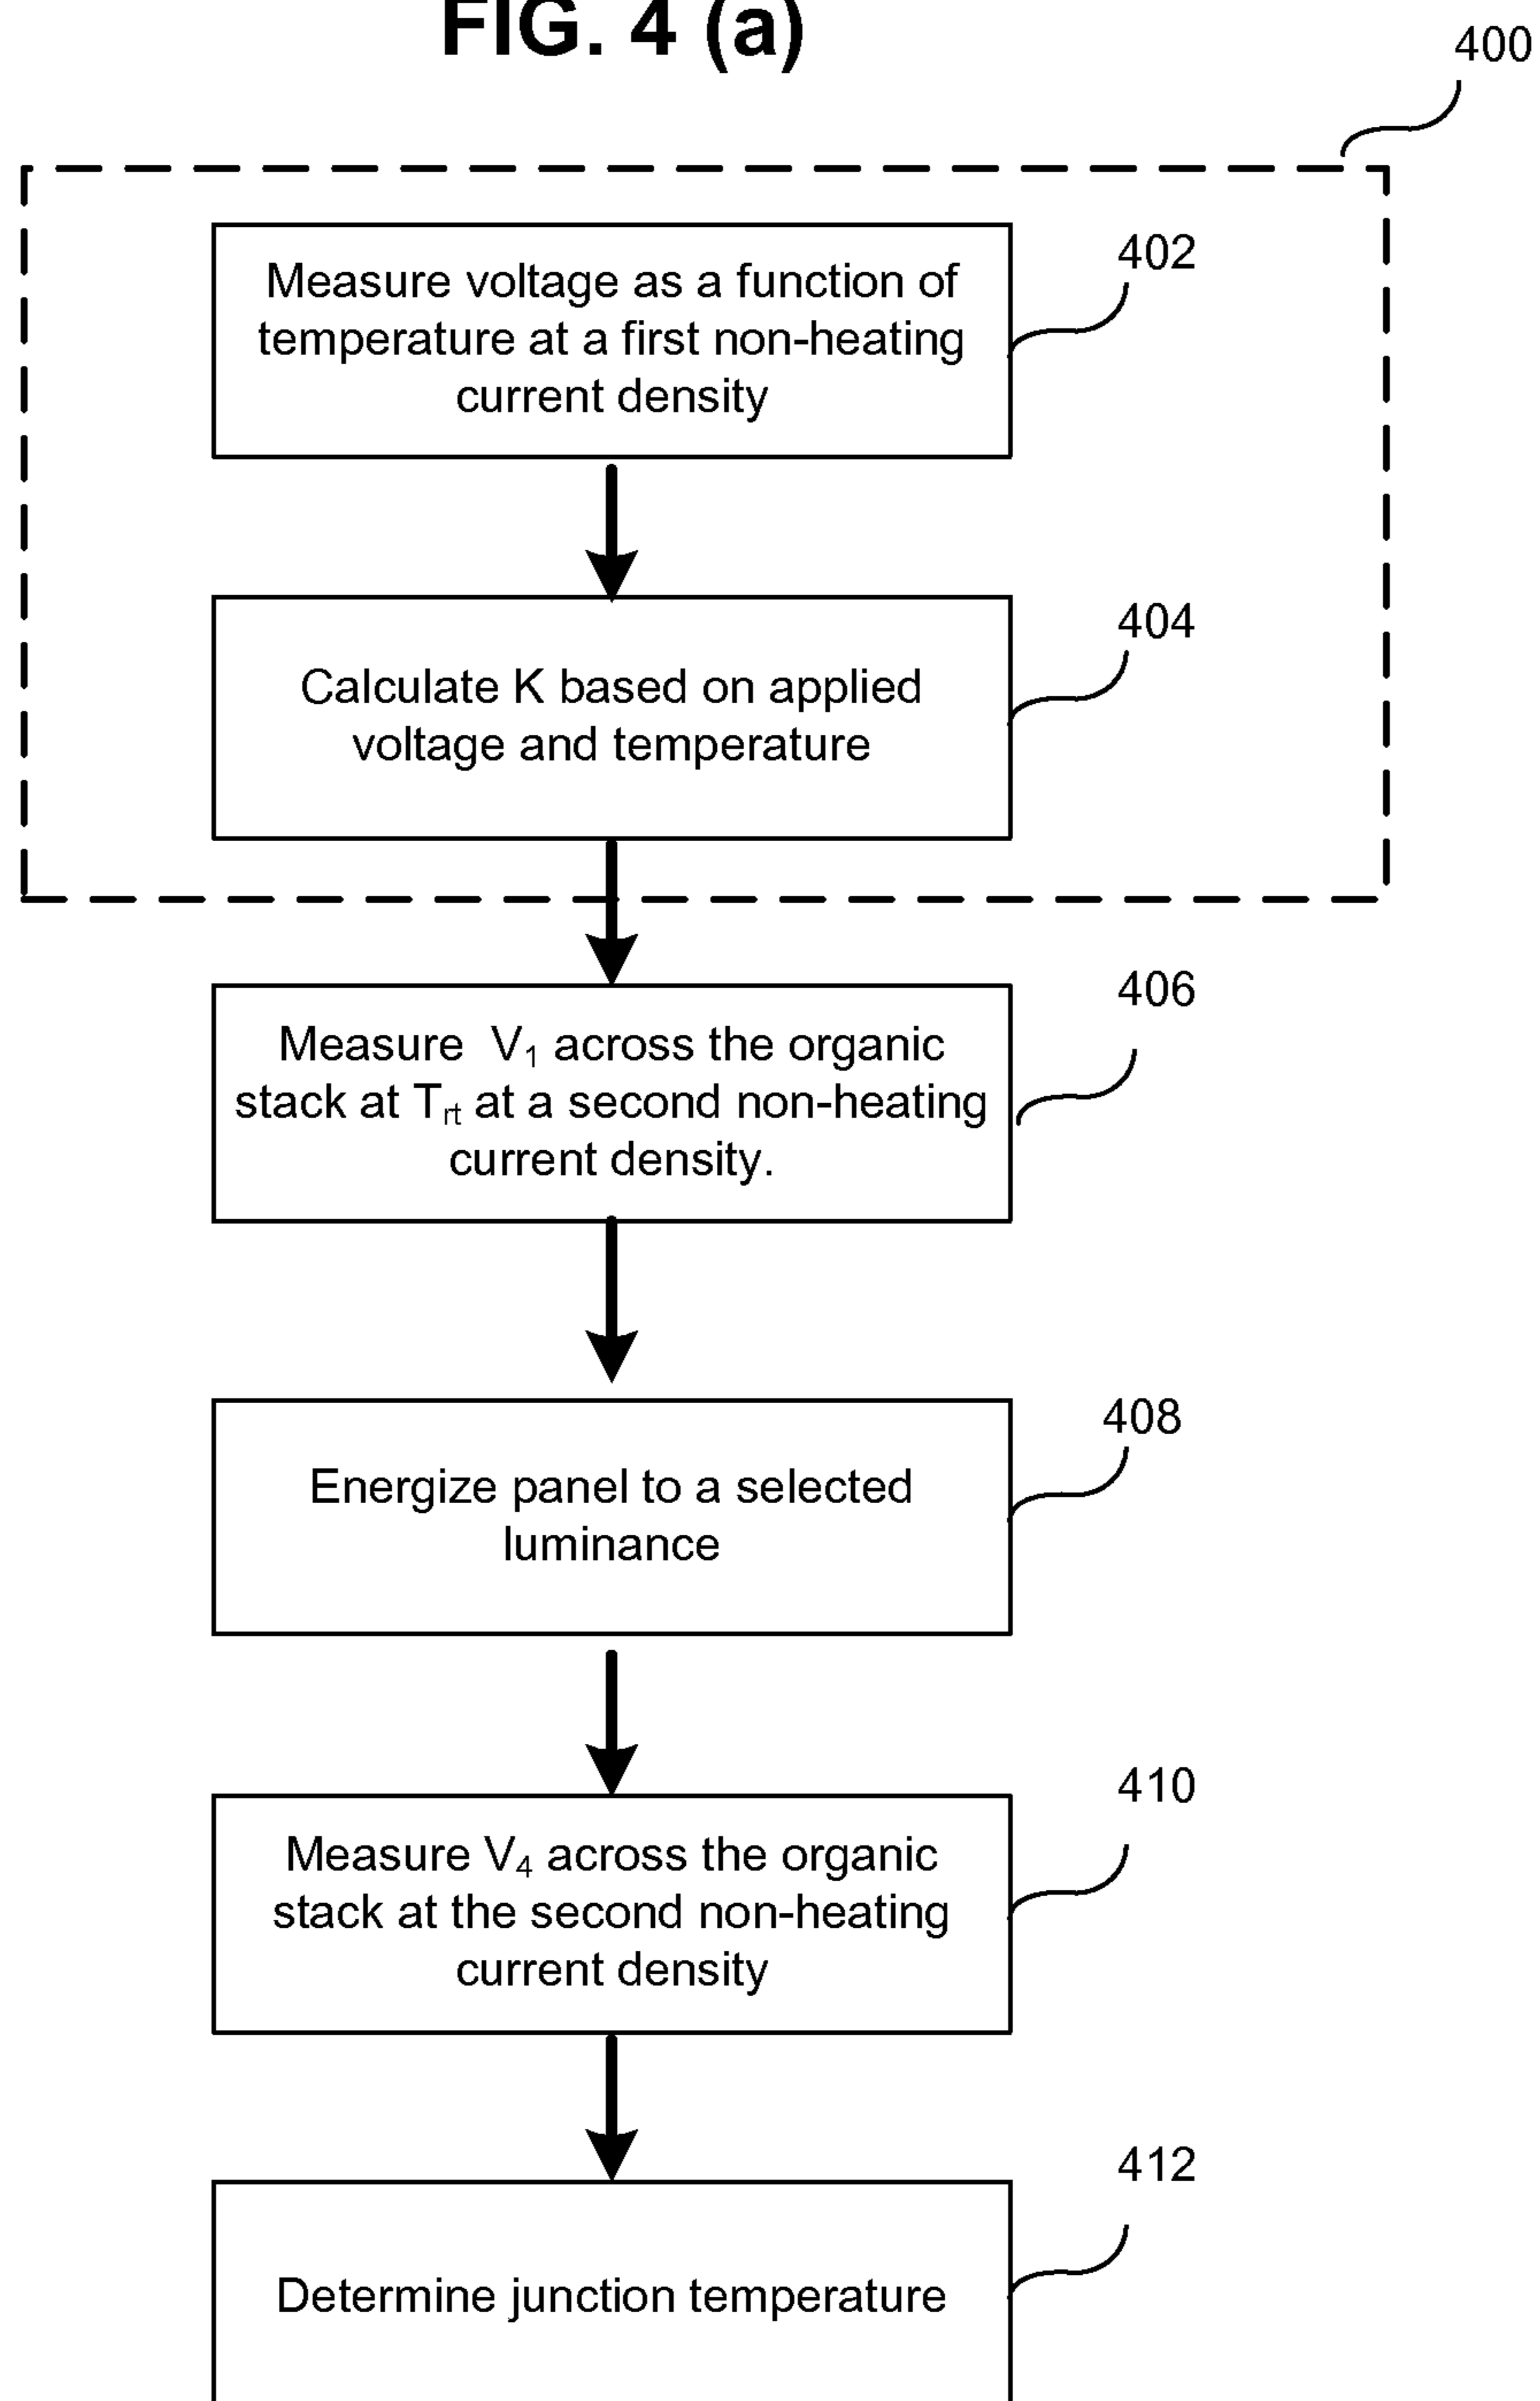 FIG. 4 (a)
400
Measure voltage as a function of
temperature at a first non-heating
current density
402
Calculate K based on applied
voltage and temperature
404
Measure V₁ across the organic
stack at Tᵣₜ at a second non-heating
current density.
406
Energize panel to a selected
luminance
408
Measure V₄ across the organic
stack at the second non-heating
current density
410
Determine junction temperature
412